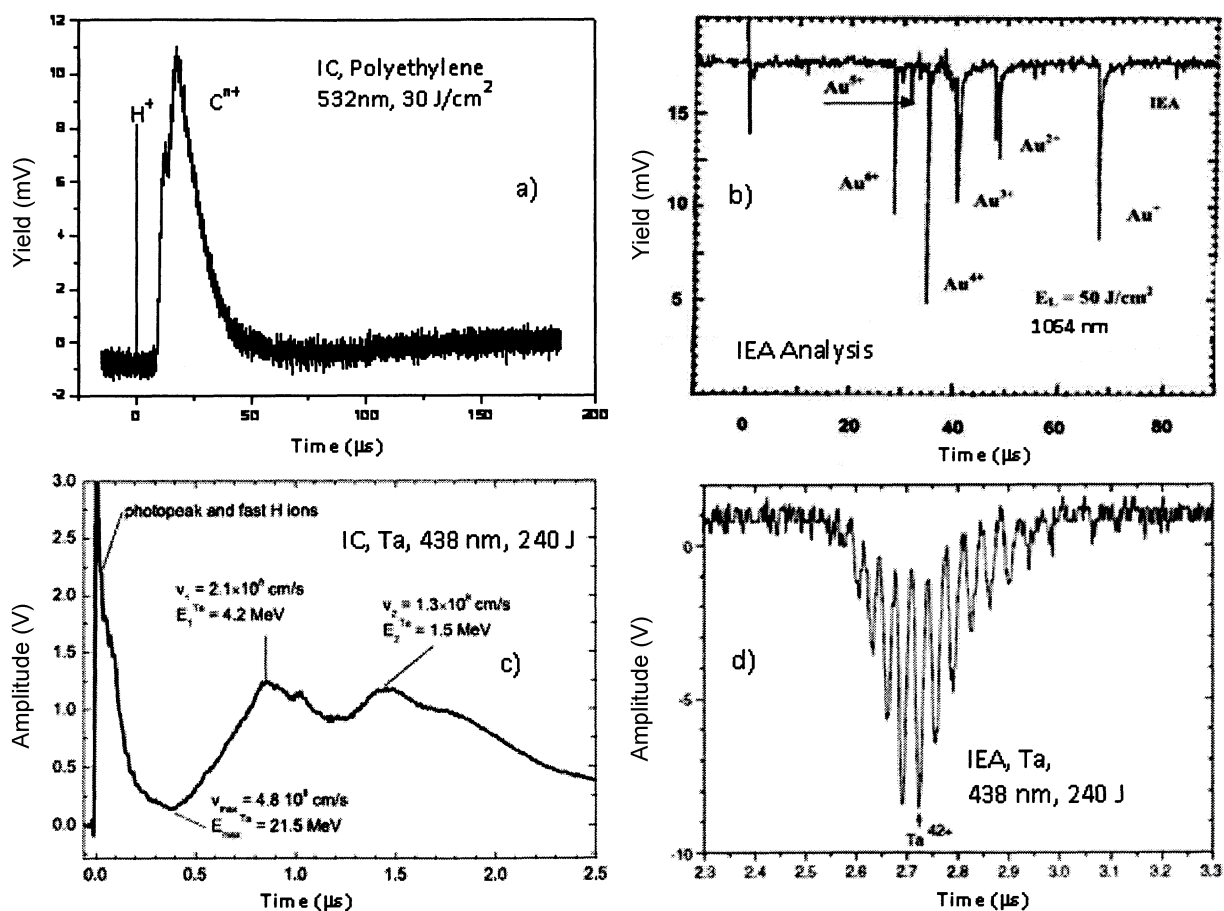 12
10
8
6
4
2
0
-2
Yield (mV)
H+
Cn+
IC, Polyethylene
532nm, 30 J/cm2
a)
0
50
100
150
200
Time (μs)
15
10
5
Yield (mV)
Au5+
IEA
Au6+
Au4+
Au3+
Au2+
Au+
b)
EL = 50 J/cm2
1064 nm
IEA Analysis
0
20
40
60
80
Time (μs)
3.0
2.5
2.0
1.5
1.0
0.5
0.0
Amplitude (V)
photopeak and fast H ions
IC, Ta, 438 nm, 240 J
E1Ta = 4.2 MeV
E2Ta = 1.5 MeV
c)
EmaxTa = 21.5 MeV
0.0
0.5
1.0
1.5
2.0
2.5
Time (μs)
0
-5
-10
Amplitude (V)
d)
IEA, Ta,
438 nm, 240 J
Ta42+
2.3
2.4
2.5
2.6
2.7
2.8
2.9
3.0
3.1
3.2
3.3
Time (μs)